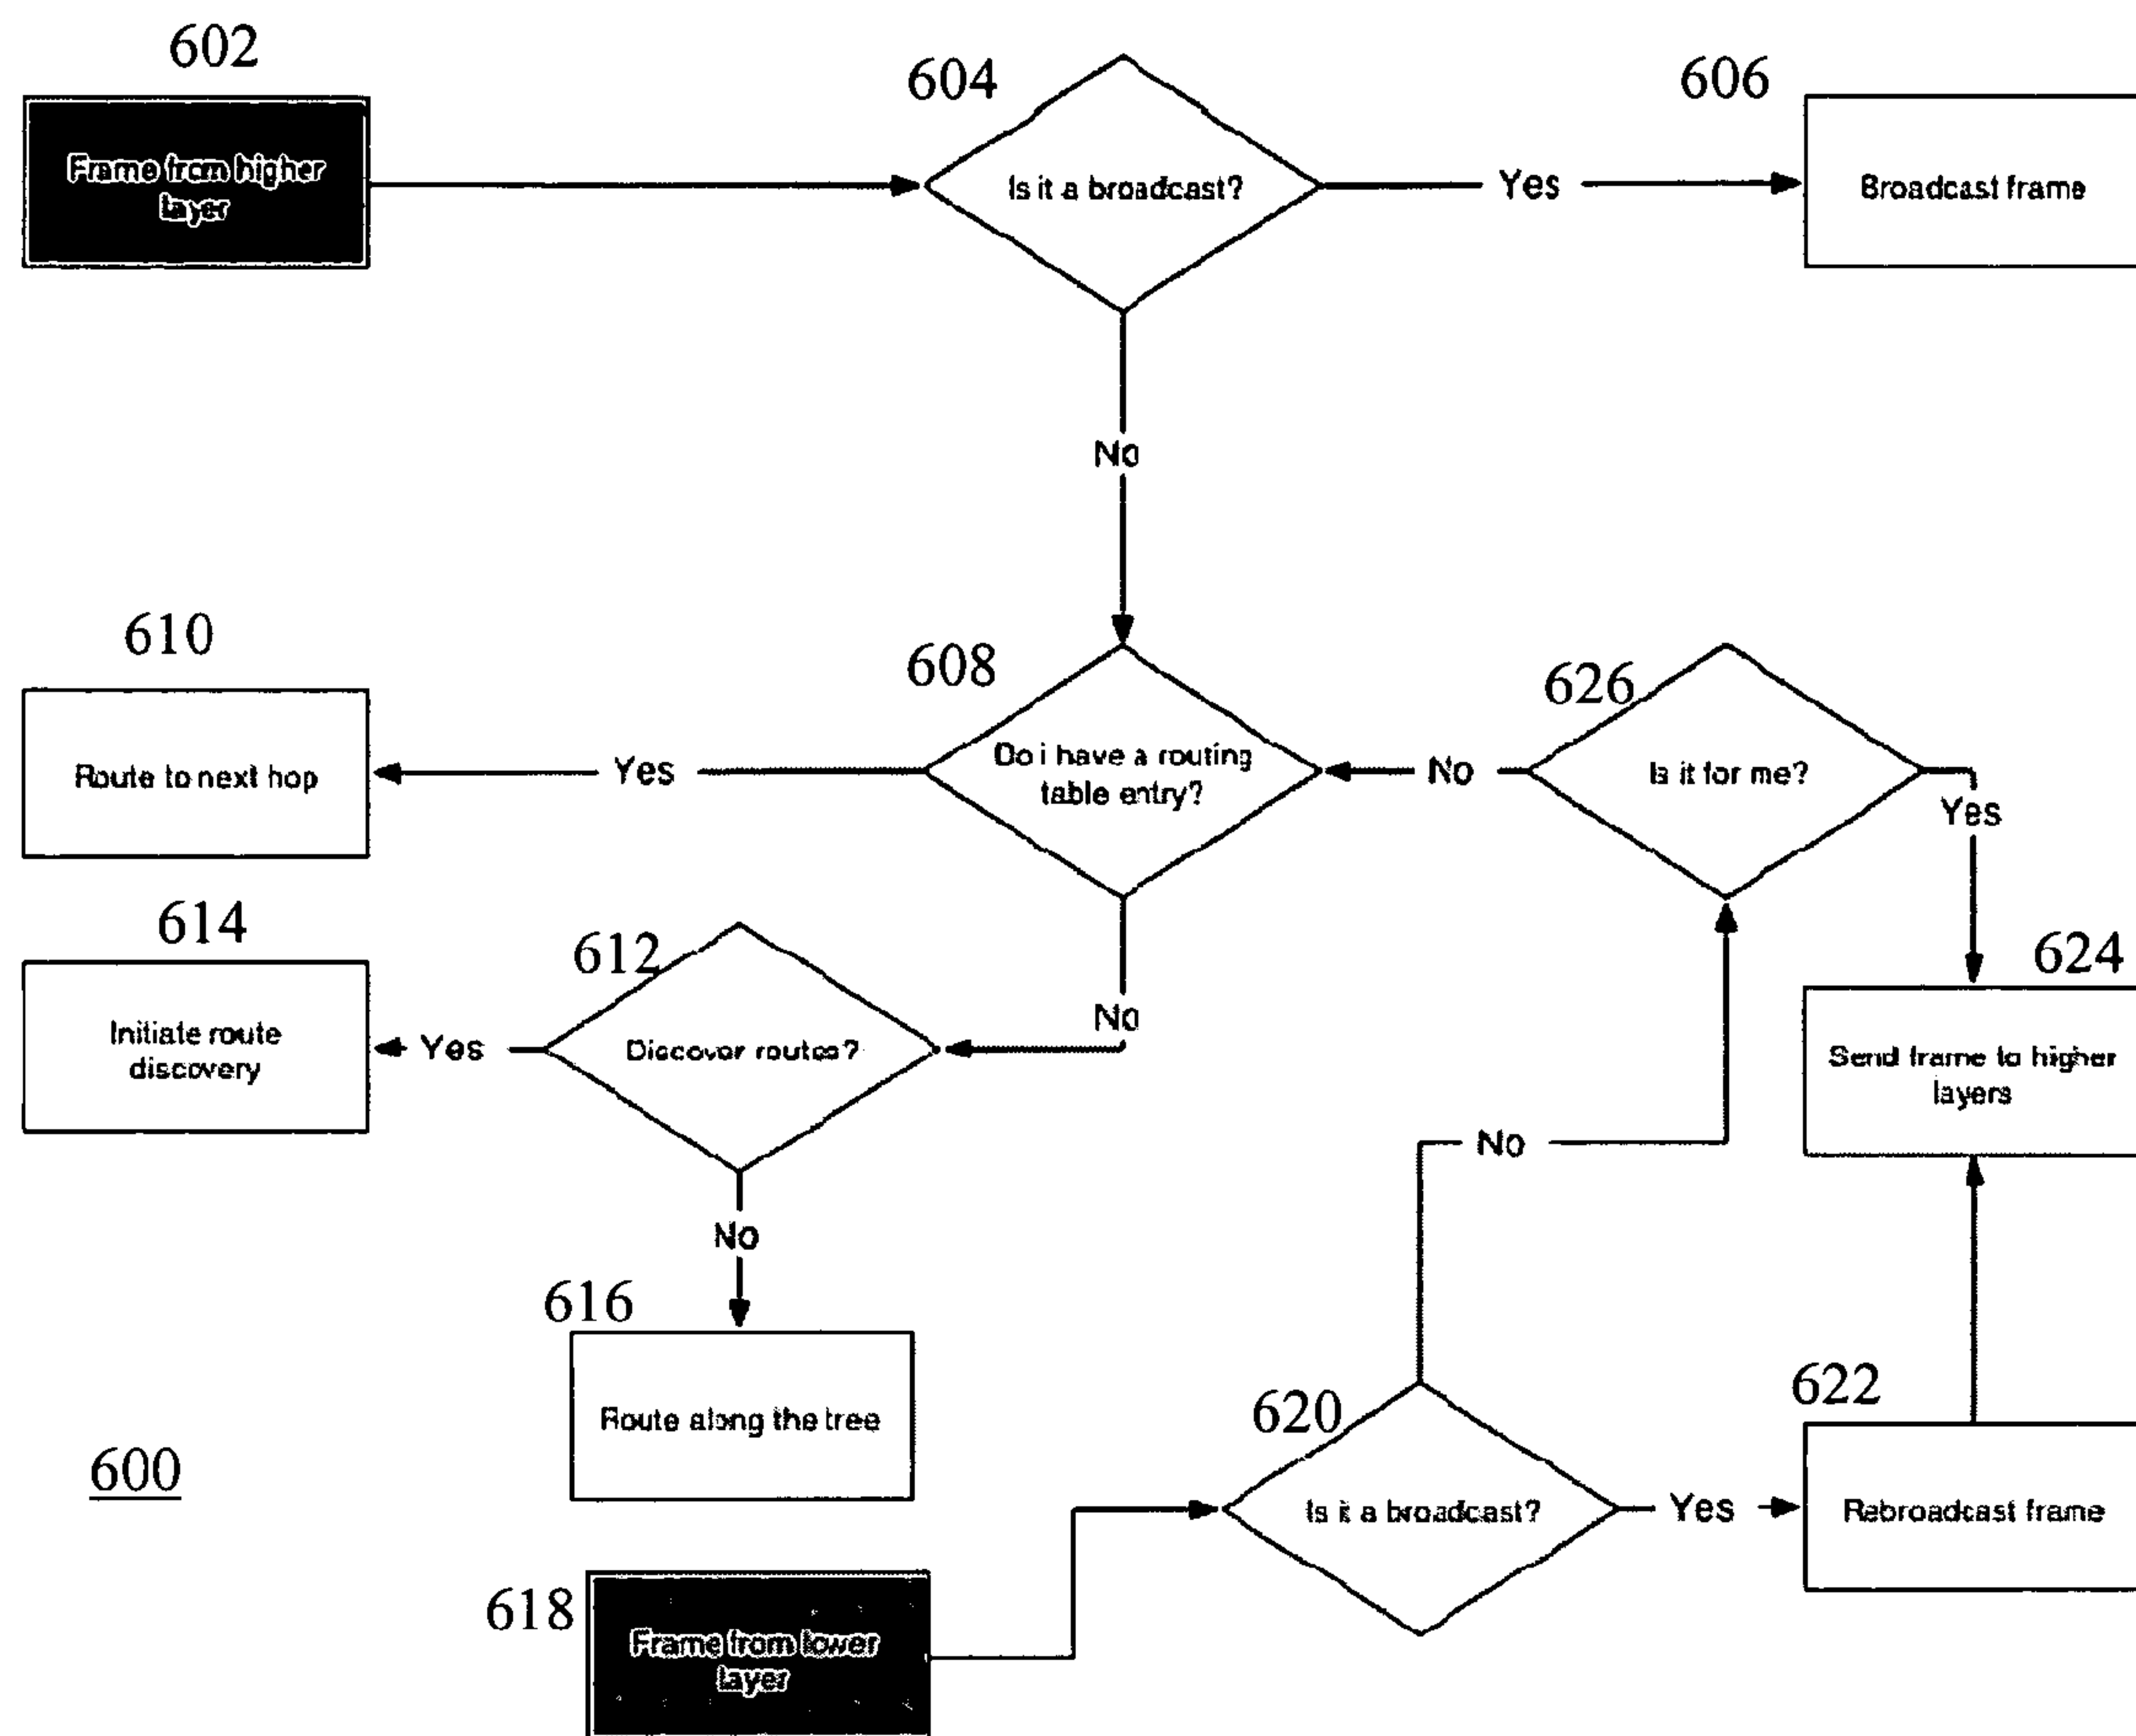 602
604
606
Frame from higher
layer
Is it a broadcast?
Yes
Broadcast frame
No
610
608
626
Route to next hop
Yes
Do i have a routing
table entry?
No
Is it for me?
Yes
614
612
624
Initiate route
discovery
Yes
Discover routes?
No
Send frame to higher
layers
No
No
616
620
622
Route along the tree
600
Is it a broadcast?
Yes
Rebroadcast frame
618
Frame from lower
layer